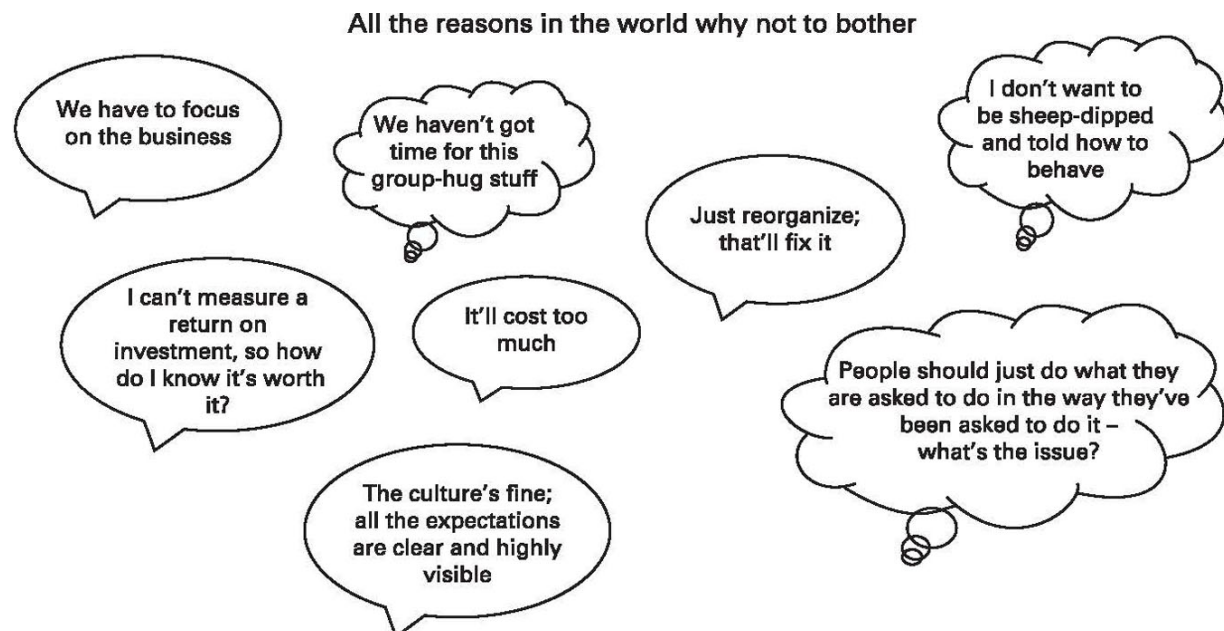 All the reasons in the world why not to bother
We have to focus
on the business
We haven't got
time for this
group-hug stuff
I don't want to
be sheep-dipped
and told how to
behave
Just reorganize;
that'll fix it
I can't measure a
return on
investment, so how
do I know it's worth
it?
It'll cost too
much
People should just do what they
are asked to do in the way they've
been asked to do it –
what's the issue?
The culture's fine;
all the expectations
are clear and highly
visible